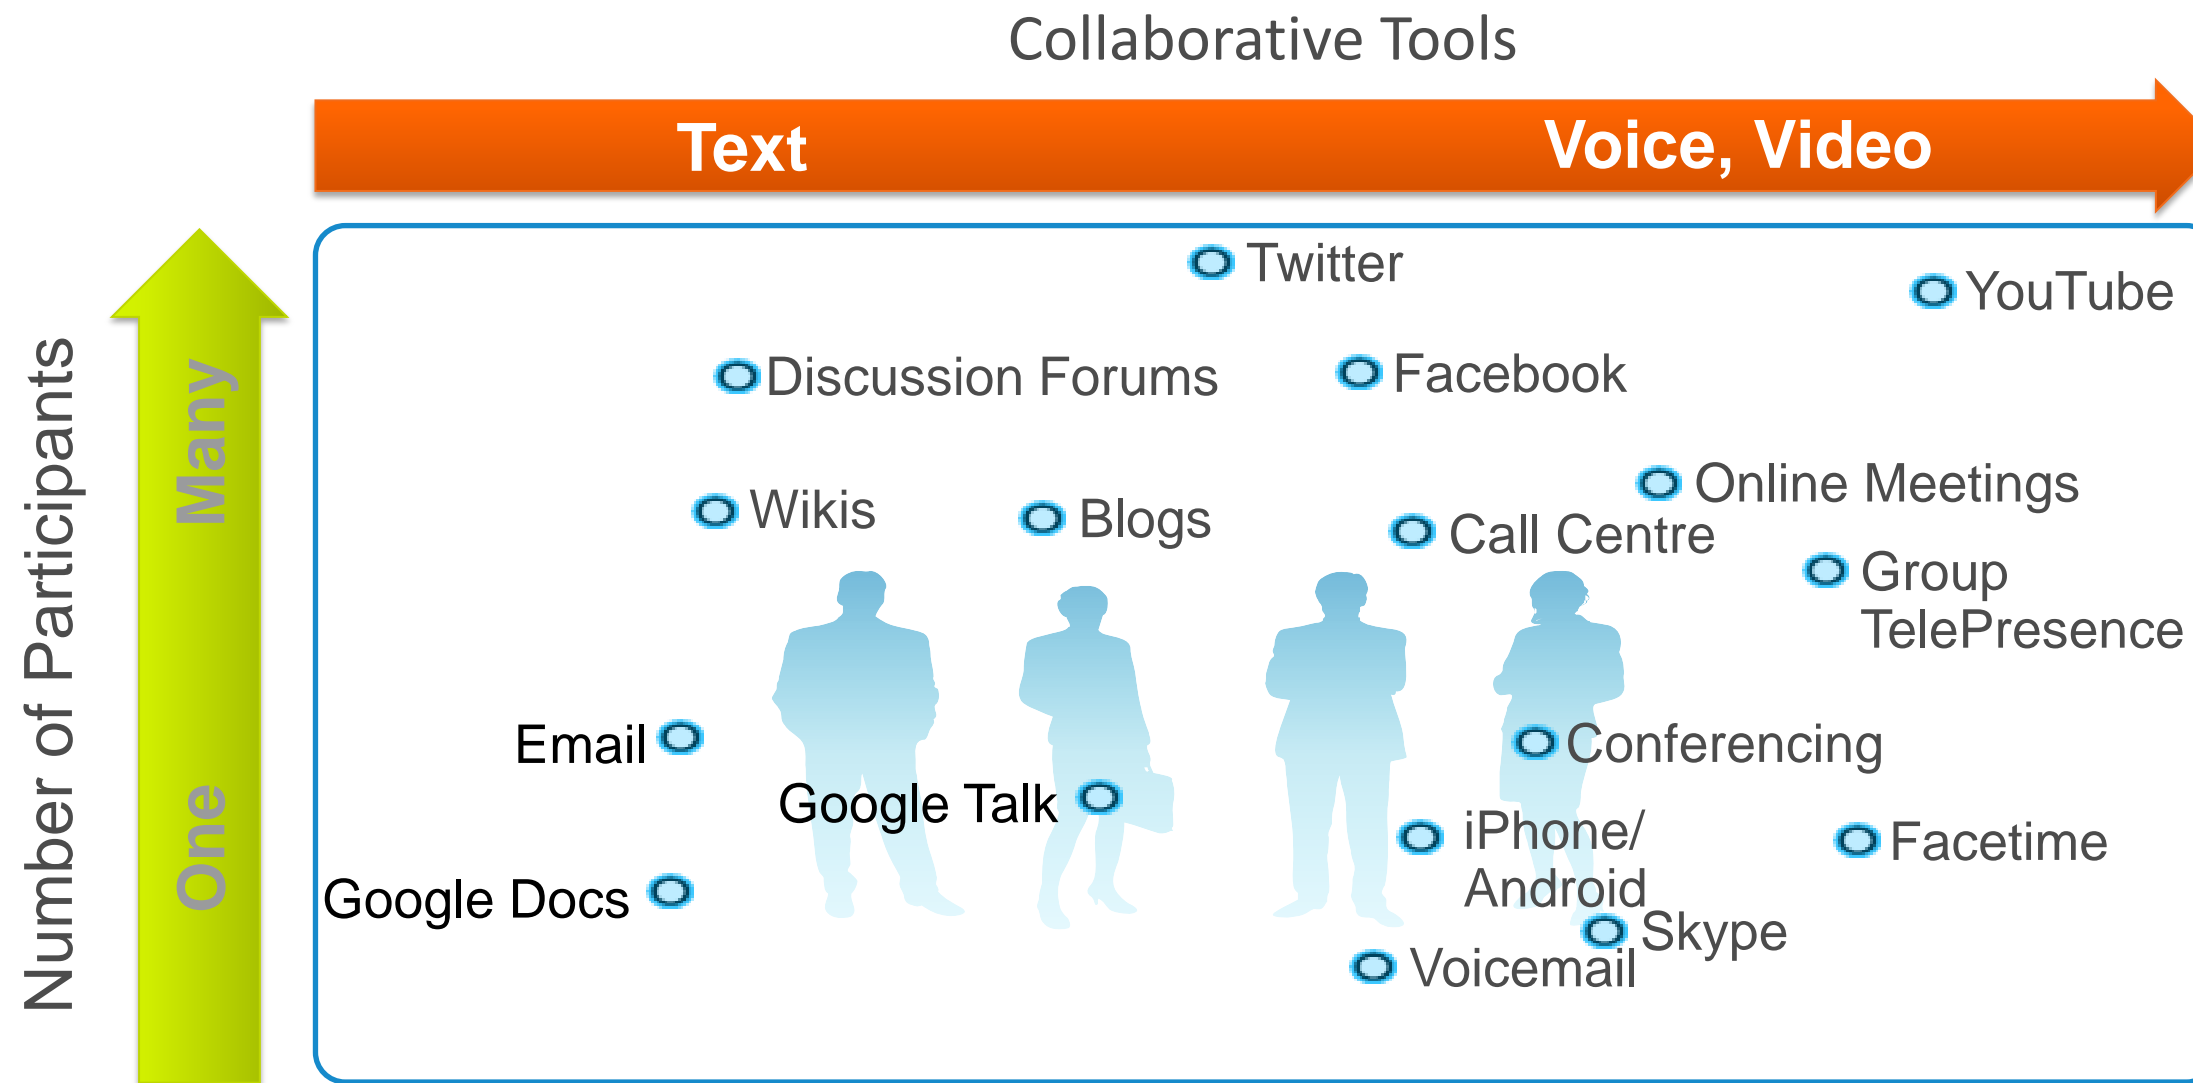 Collaborative Tools
Text
Voice, Video
Number of Participants
Many
One
Twitter
YouTube
Discussion Forums
Facebook
Online Meetings
Wikis
Blogs
Call Centre
Group
TelePresence
Email
Conferencing
Google Talk
iPhone/
Android
Facetime
Google Docs
Skype
Voicemail